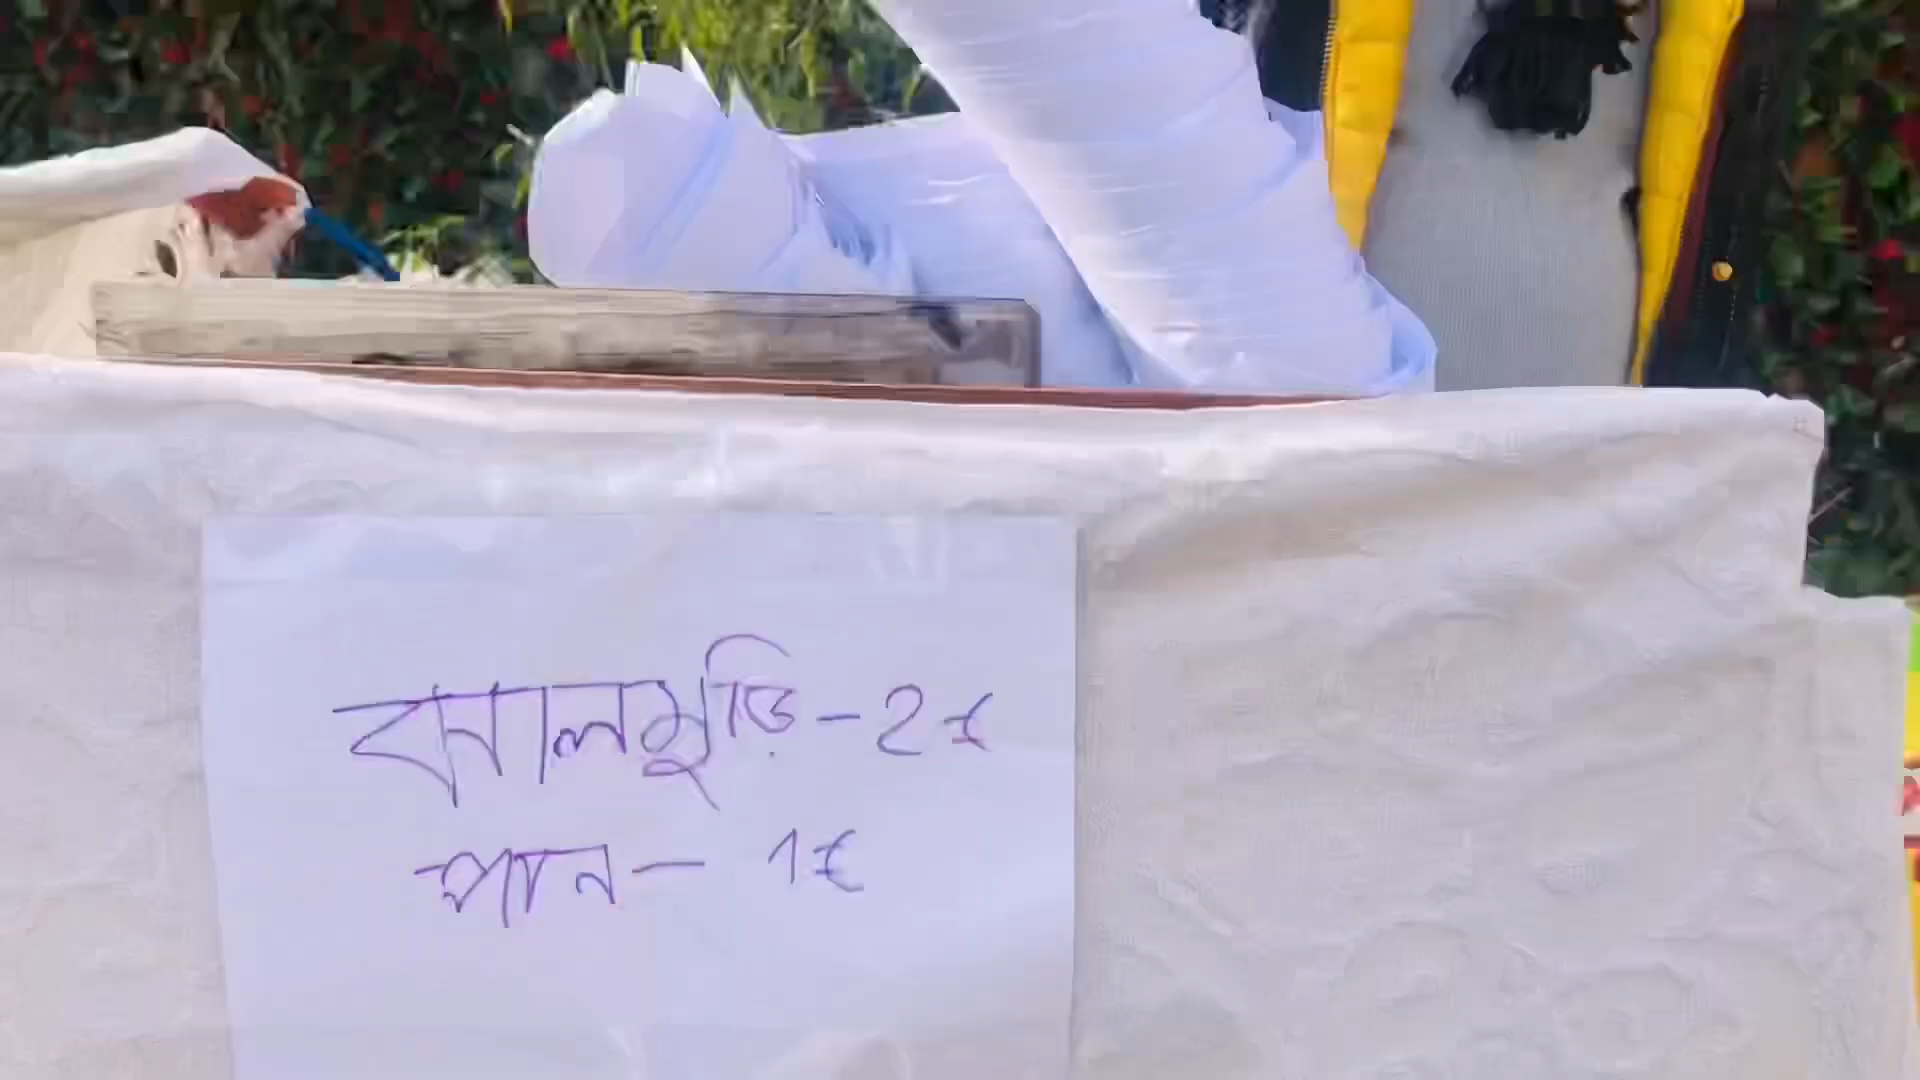 ঝালমুড়ি - 2 €
পান - 1 €